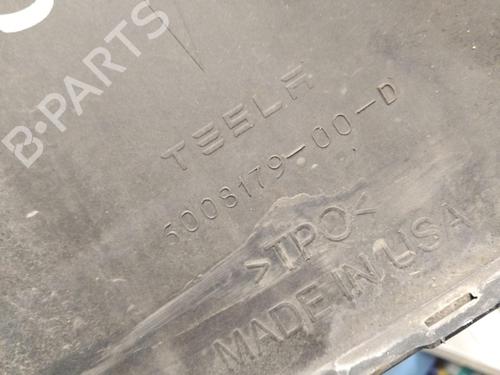 B-PARTS
TESLA
6008179-00-D
>TPO<
MADE IN USA